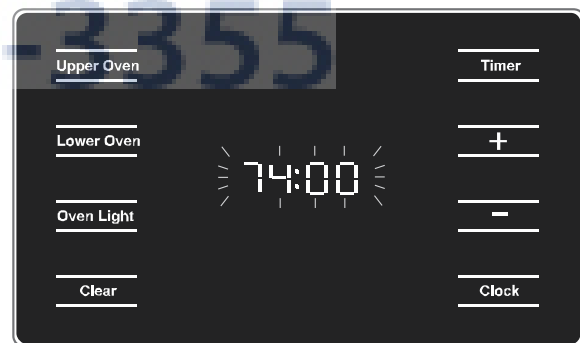 -3355
Upper Oven
Timer
Lower Oven
+
74:00
Oven Light
-
Clear
Clock